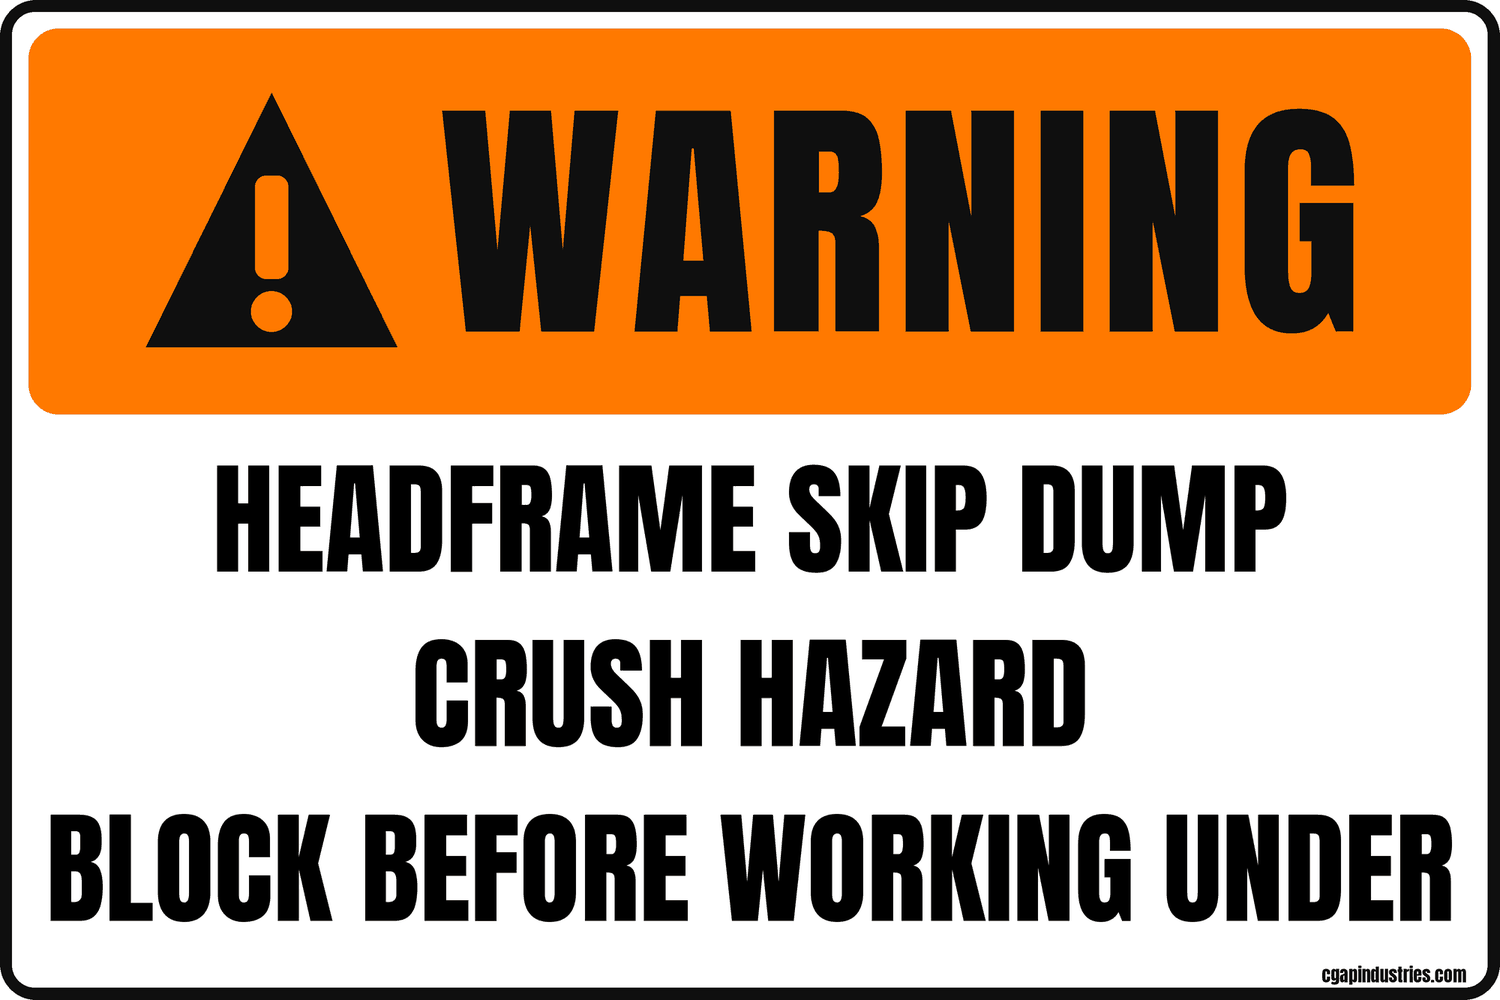 WARNING
HEADFRAME SKIP DUMP
CRUSH HAZARD
BLOCK BEFORE WORKING UNDER
cgapindustries.com